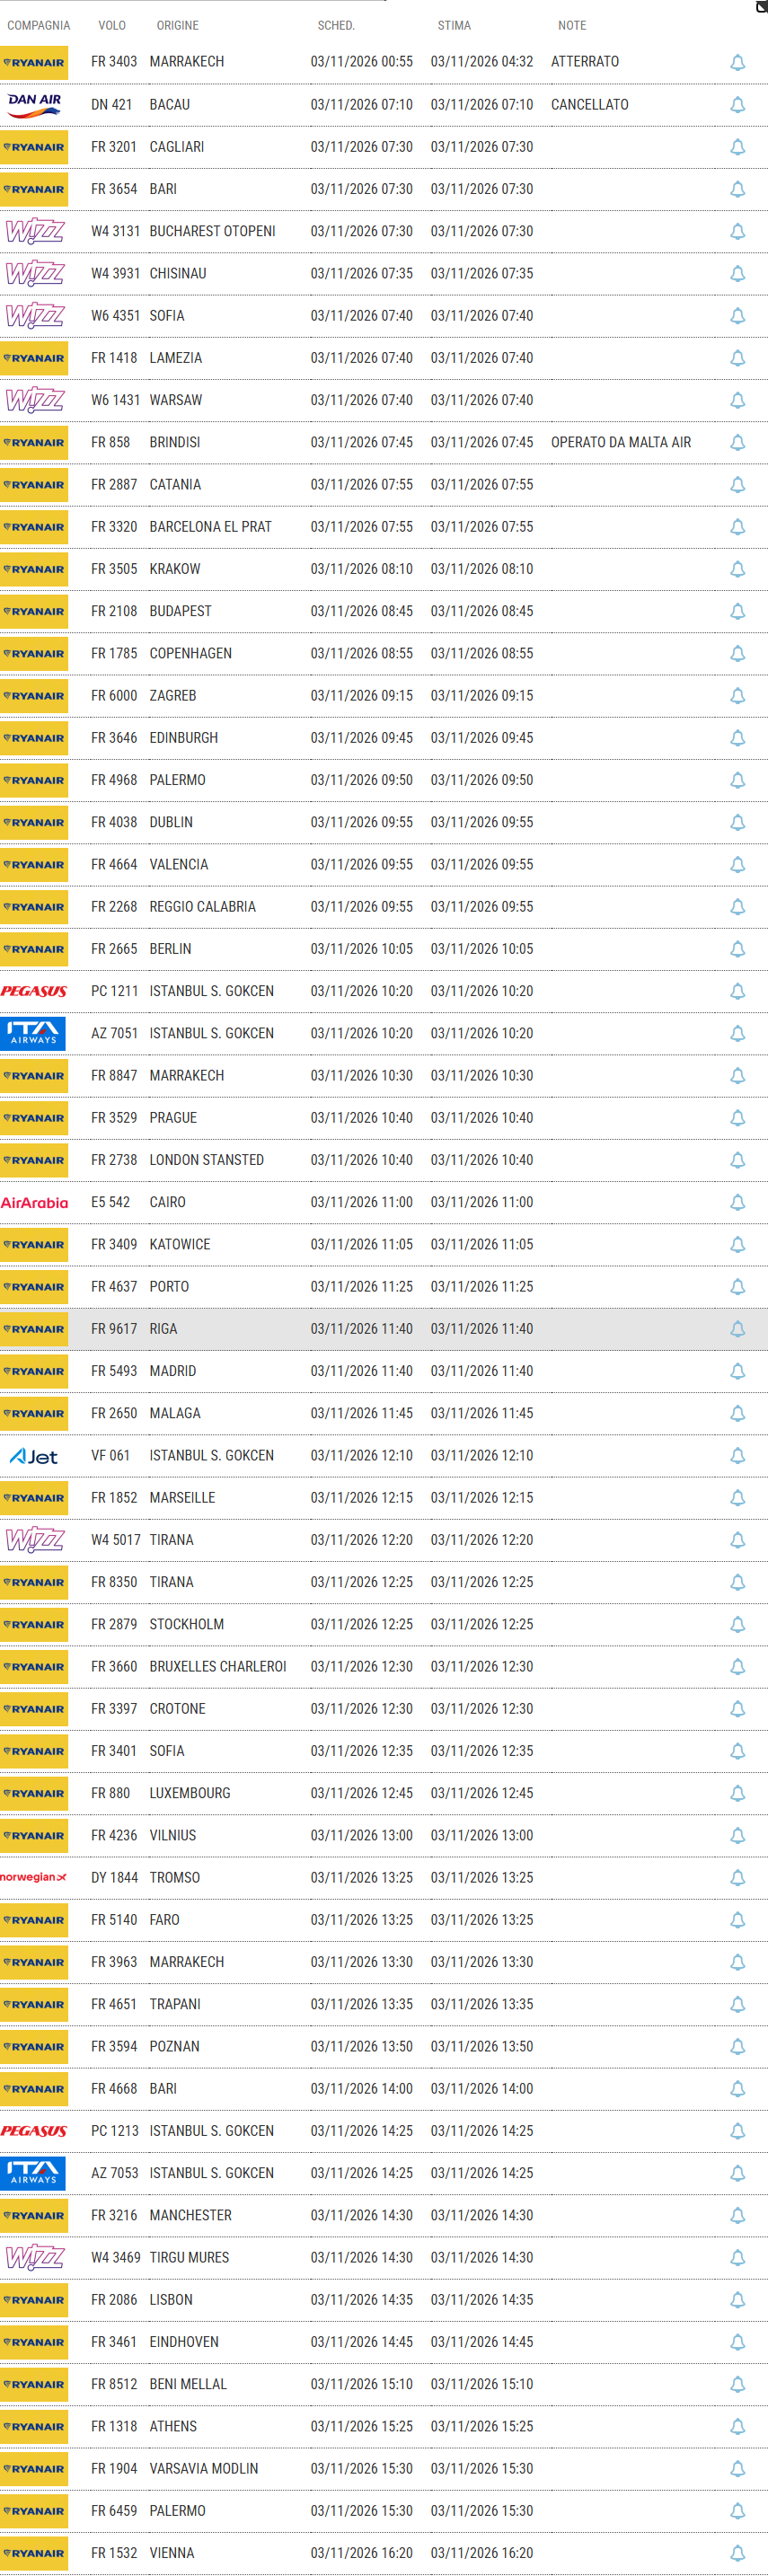 COMPAGNIA VOLO ORIGINE SCHED. STIMA NOTE
RYANAIR FR 3403 MARRAKECH 03/11/2026 00:55 03/11/2026 04:32 ATTERRATO
DAN AIR DN 421 BACAU 03/11/2026 07:10 03/11/2026 07:10 CANCELLATO
RYANAIR FR 3201 CAGLIARI 03/11/2026 07:30 03/11/2026 07:30
RYANAIR FR 3654 BARI 03/11/2026 07:30 03/11/2026 07:30
Wizz W4 3131 BUCHAREST OTOPENI 03/11/2026 07:30 03/11/2026 07:30
Wizz W4 3931 CHISINAU 03/11/2026 07:35 03/11/2026 07:35
Wizz W6 4351 SOFIA 03/11/2026 07:40 03/11/2026 07:40
RYANAIR FR 1418 LAMEZIA 03/11/2026 07:40 03/11/2026 07:40
Wizz W6 1431 WARSAW 03/11/2026 07:40 03/11/2026 07:40
RYANAIR FR 858 BRINDISI 03/11/2026 07:45 03/11/2026 07:45 OPERATO DA MALTA AIR
RYANAIR FR 2887 CATANIA 03/11/2026 07:55 03/11/2026 07:55
RYANAIR FR 3320 BARCELONA EL PRAT 03/11/2026 07:55 03/11/2026 07:55
RYANAIR FR 3505 KRAKOW 03/11/2026 08:10 03/11/2026 08:10
RYANAIR FR 2108 BUDAPEST 03/11/2026 08:45 03/11/2026 08:45
RYANAIR FR 1785 COPENHAGEN 03/11/2026 08:55 03/11/2026 08:55
RYANAIR FR 6000 ZAGREB 03/11/2026 09:15 03/11/2026 09:15
RYANAIR FR 3646 EDINBURGH 03/11/2026 09:45 03/11/2026 09:45
RYANAIR FR 4968 PALERMO 03/11/2026 09:50 03/11/2026 09:50
RYANAIR FR 4038 DUBLIN 03/11/2026 09:55 03/11/2026 09:55
RYANAIR FR 4664 VALENCIA 03/11/2026 09:55 03/11/2026 09:55
RYANAIR FR 2268 REGGIO CALABRIA 03/11/2026 09:55 03/11/2026 09:55
RYANAIR FR 2665 BERLIN 03/11/2026 10:05 03/11/2026 10:05
PEGASUS PC 1211 ISTANBUL S. GOKCEN 03/11/2026 10:20 03/11/2026 10:20
ITA AIRWAYS AZ 7051 ISTANBUL S. GOKCEN 03/11/2026 10:20 03/11/2026 10:20
RYANAIR FR 8847 MARRAKECH 03/11/2026 10:30 03/11/2026 10:30
RYANAIR FR 3529 PRAGUE 03/11/2026 10:40 03/11/2026 10:40
RYANAIR FR 2738 LONDON STANSTED 03/11/2026 10:40 03/11/2026 10:40
AirArabia E5 542 CAIRO 03/11/2026 11:00 03/11/2026 11:00
RYANAIR FR 3409 KATOWICE 03/11/2026 11:05 03/11/2026 11:05
RYANAIR FR 4637 PORTO 03/11/2026 11:25 03/11/2026 11:25
RYANAIR FR 9617 RIGA 03/11/2026 11:40 03/11/2026 11:40
RYANAIR FR 5493 MADRID 03/11/2026 11:40 03/11/2026 11:40
RYANAIR FR 2650 MALAGA 03/11/2026 11:45 03/11/2026 11:45
AJet VF 061 ISTANBUL S. GOKCEN 03/11/2026 12:10 03/11/2026 12:10
RYANAIR FR 1852 MARSEILLE 03/11/2026 12:15 03/11/2026 12:15
Wizz W4 5017 TIRANA 03/11/2026 12:20 03/11/2026 12:20
RYANAIR FR 8350 TIRANA 03/11/2026 12:25 03/11/2026 12:25
RYANAIR FR 2879 STOCKHOLM 03/11/2026 12:25 03/11/2026 12:25
RYANAIR FR 3660 BRUXELLES CHARLEROI 03/11/2026 12:30 03/11/2026 12:30
RYANAIR FR 3397 CROTONE 03/11/2026 12:30 03/11/2026 12:30
RYANAIR FR 3401 SOFIA 03/11/2026 12:35 03/11/2026 12:35
RYANAIR FR 880 LUXEMBOURG 03/11/2026 12:45 03/11/2026 12:45
RYANAIR FR 4236 VILNIUS 03/11/2026 13:00 03/11/2026 13:00
norwegian DY 1844 TROMSO 03/11/2026 13:25 03/11/2026 13:25
RYANAIR FR 5140 FARO 03/11/2026 13:25 03/11/2026 13:25
RYANAIR FR 3963 MARRAKECH 03/11/2026 13:30 03/11/2026 13:30
RYANAIR FR 4651 TRAPANI 03/11/2026 13:35 03/11/2026 13:35
RYANAIR FR 3594 POZNAN 03/11/2026 13:50 03/11/2026 13:50
RYANAIR FR 4668 BARI 03/11/2026 14:00 03/11/2026 14:00
PEGASUS PC 1213 ISTANBUL S. GOKCEN 03/11/2026 14:25 03/11/2026 14:25
ITA AIRWAYS AZ 7053 ISTANBUL S. GOKCEN 03/11/2026 14:25 03/11/2026 14:25
RYANAIR FR 3216 MANCHESTER 03/11/2026 14:30 03/11/2026 14:30
Wizz W4 3469 TIRGU MURES 03/11/2026 14:30 03/11/2026 14:30
RYANAIR FR 2086 LISBON 03/11/2026 14:35 03/11/2026 14:35
RYANAIR FR 3461 EINDHOVEN 03/11/2026 14:45 03/11/2026 14:45
RYANAIR FR 8512 BENI MELLAL 03/11/2026 15:10 03/11/2026 15:10
RYANAIR FR 1318 ATHENS 03/11/2026 15:25 03/11/2026 15:25
RYANAIR FR 1904 VARSAVIA MODLIN 03/11/2026 15:30 03/11/2026 15:30
RYANAIR FR 6459 PALERMO 03/11/2026 15:30 03/11/2026 15:30
RYANAIR FR 1532 VIENNA 03/11/2026 16:20 03/11/2026 16:20